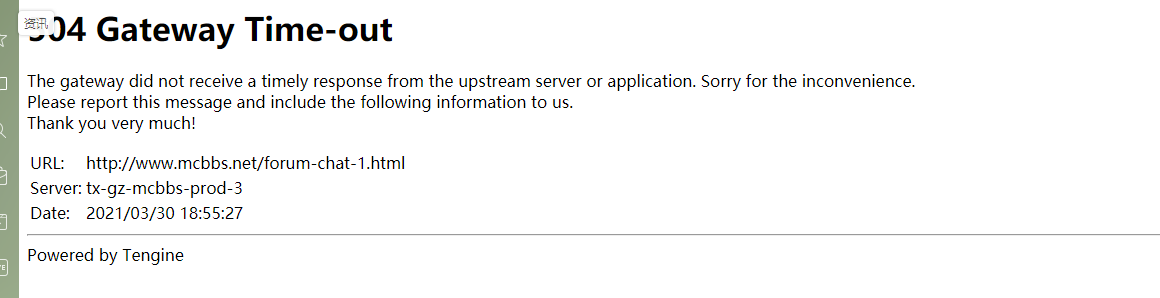 资讯
504 Gateway Time-out
The gateway did not receive a timely response from the upstream server or application. Sorry for the inconvenience.
Please report this message and include the following information to us.
Thank you very much!
URL: http://www.mcbbs.net/forum-chat-1.html
Server: tx-gz-mcbbs-prod-3
Date: 2021/03/30 18:55:27
Powered by Tengine